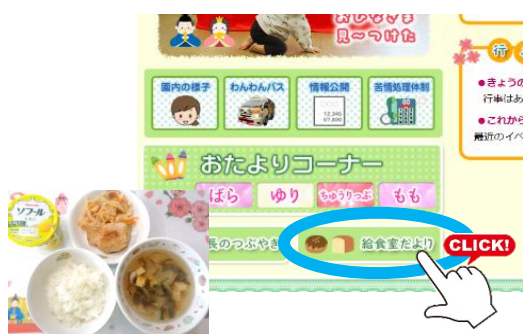 おひなさま
見〜つけた
行
●きょうの
行事はあ
●これから
最近のイベ
園内の様子
わんわんバス
情報公開
苦情処理体制
12,345
¥7,890
おたよりコーナー
ばら
ゆり
ちゅうりっぷ
もも
長のつぶやき
給食室だより
CLICK!
ソフール